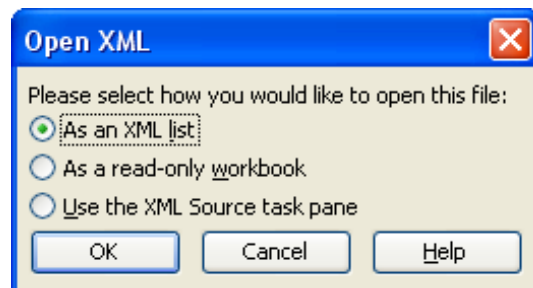 Open XML
Please select how you would like to open this file:
As an XML list
As a read-only workbook
Use the XML Source task pane
OK Cancel Help